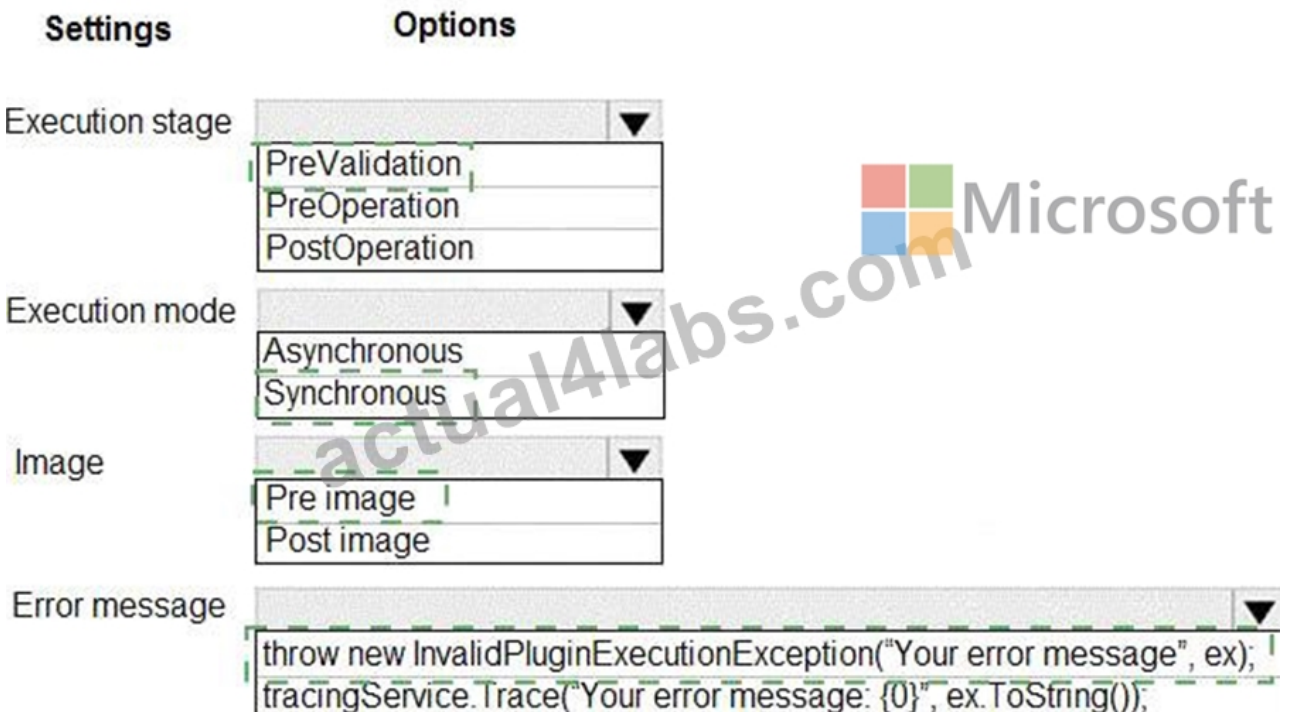 Settings Options
Execution stage
PreValidation
PreOperation
PostOperation
Microsoft
Execution mode
Asynchronous
Synchronous
actual4labs.com
Image
Pre image
Post image
Error message
throw new InvalidPluginExecutionException(“Your error message”, ex);
tracingService.Trace(“Your error message: {0}”, ex.ToString());